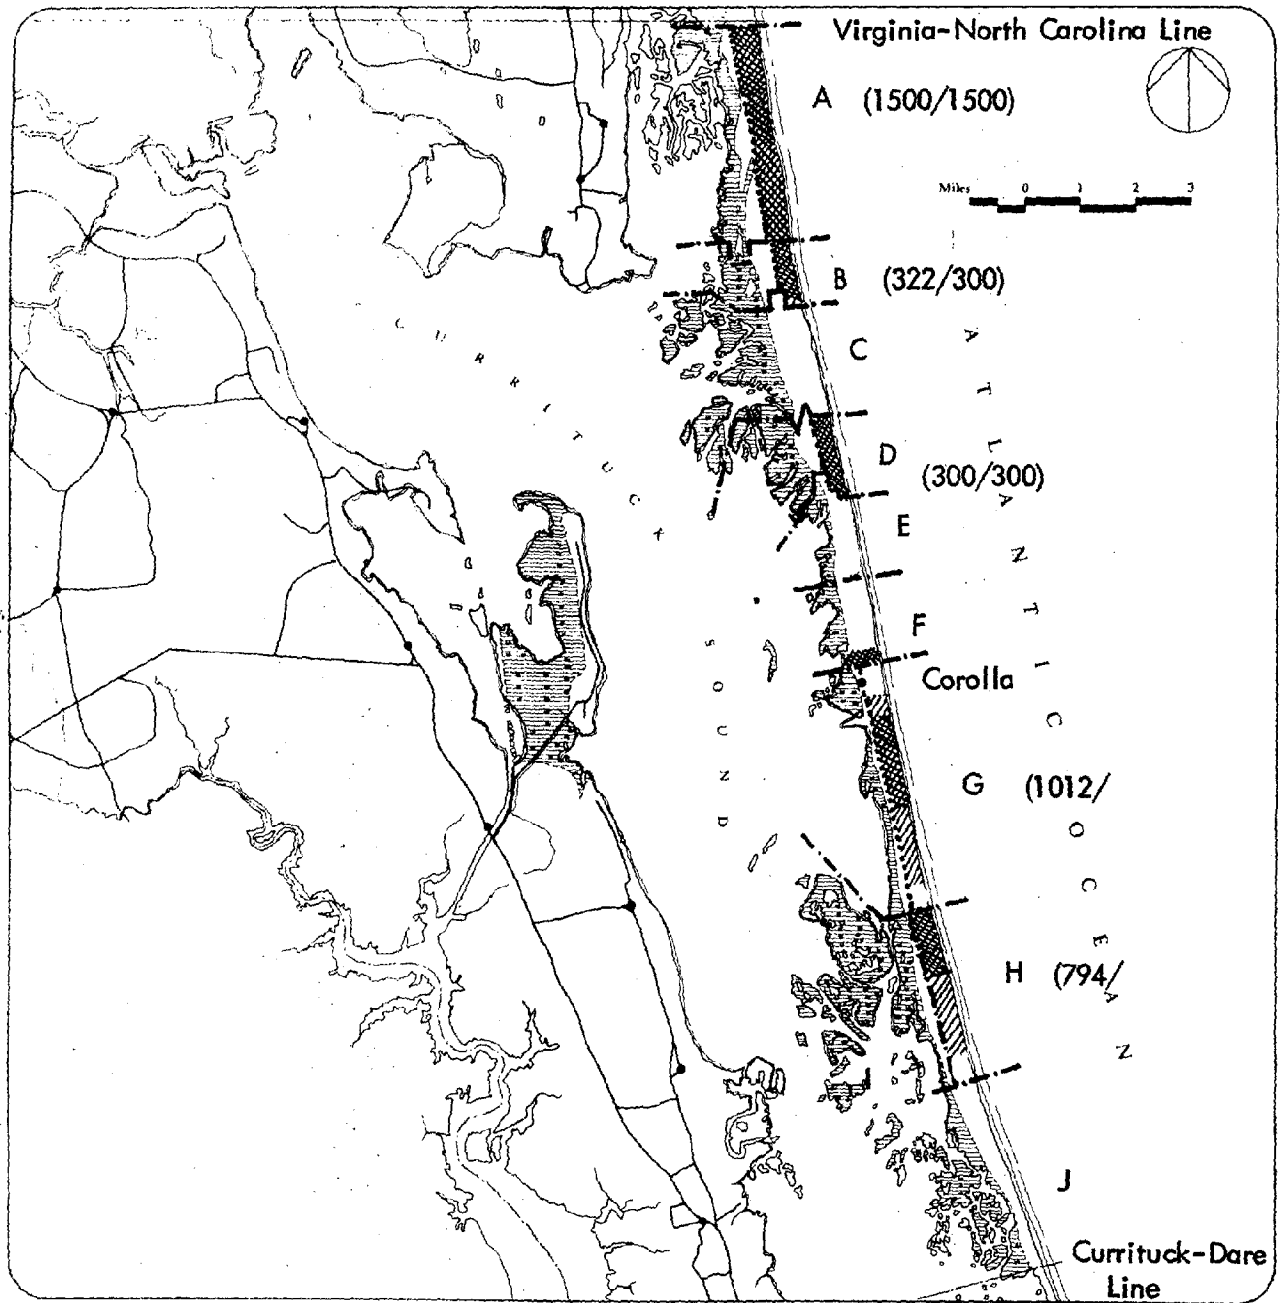 Virginia-North Carolina Line
A (1500/1500)
Miles 0 1 2 3
B (322/300)
C
D
(300/300)
E
F
Corolla
G (1012/
H (794/
J
Currituck-Dare
Line
CURRITUCK
SOUND
ATLANTIC
OCEAN